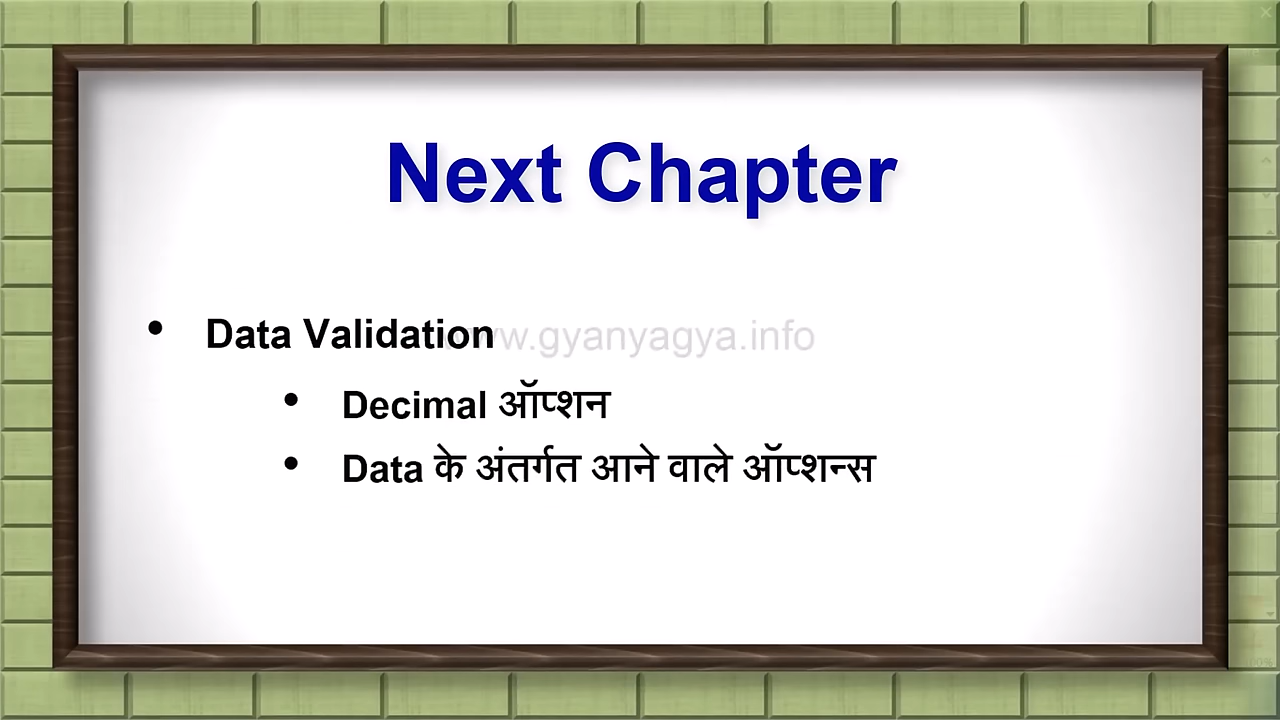 Next Chapter
• Data Validation
www.gyanyagya.info
• Decimal ऑप्शन
• Data के अंतर्गत आने वाले ऑप्शन्स